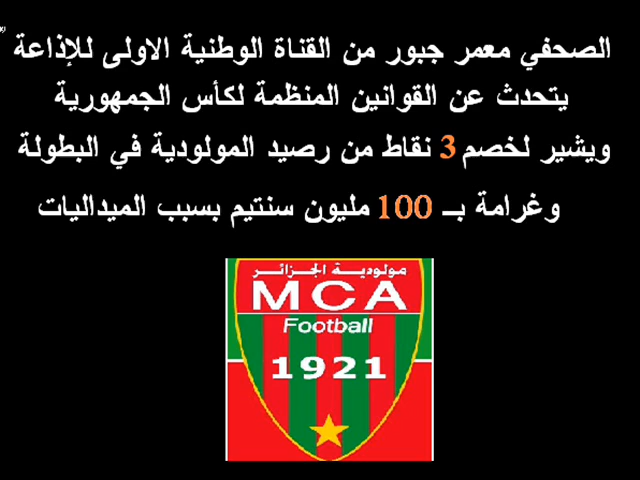 الصحفي معمر جبور من القناة الوطنية الاولى للإذاعة
يتحدث عن القوانين المنظمة لكأس الجمهورية
ويشير لخصم 3 نقاط من رصيد المولودية في البطولة
وغرامة بــ 100 مليون سنتيم بسبب الميداليات
مولودية الجزائر
MCA
Football
1921